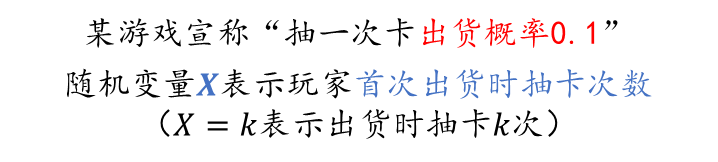 某游戏宣称“抽一次卡出货概率0.1”
随机变量X表示玩家首次出货时抽卡次数
（X = k表示出货时抽卡k次）